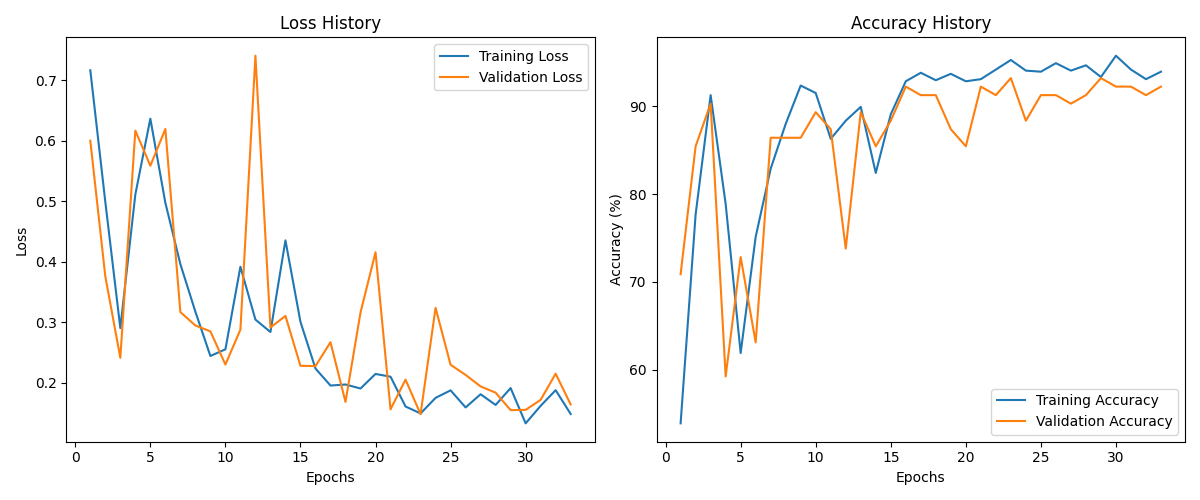 Loss History
Training Loss
Validation Loss
0.7
0.6
0.5
0.4
0.3
0.2
Loss
0 5 10 15 20 25 30
Epochs
Accuracy History
90
80
70
60
Accuracy (%)
Training Accuracy
Validation Accuracy
0 5 10 15 20 25 30
Epochs